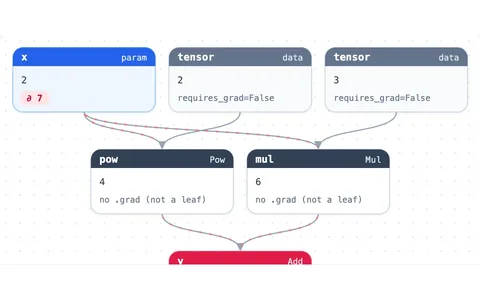 x param
2
∂ 7
tensor data
2
requires_grad=False
tensor data
3
requires_grad=False
pow Pow
4
no .grad (not a leaf)
mul Mul
6
no .grad (not a leaf)
y Add